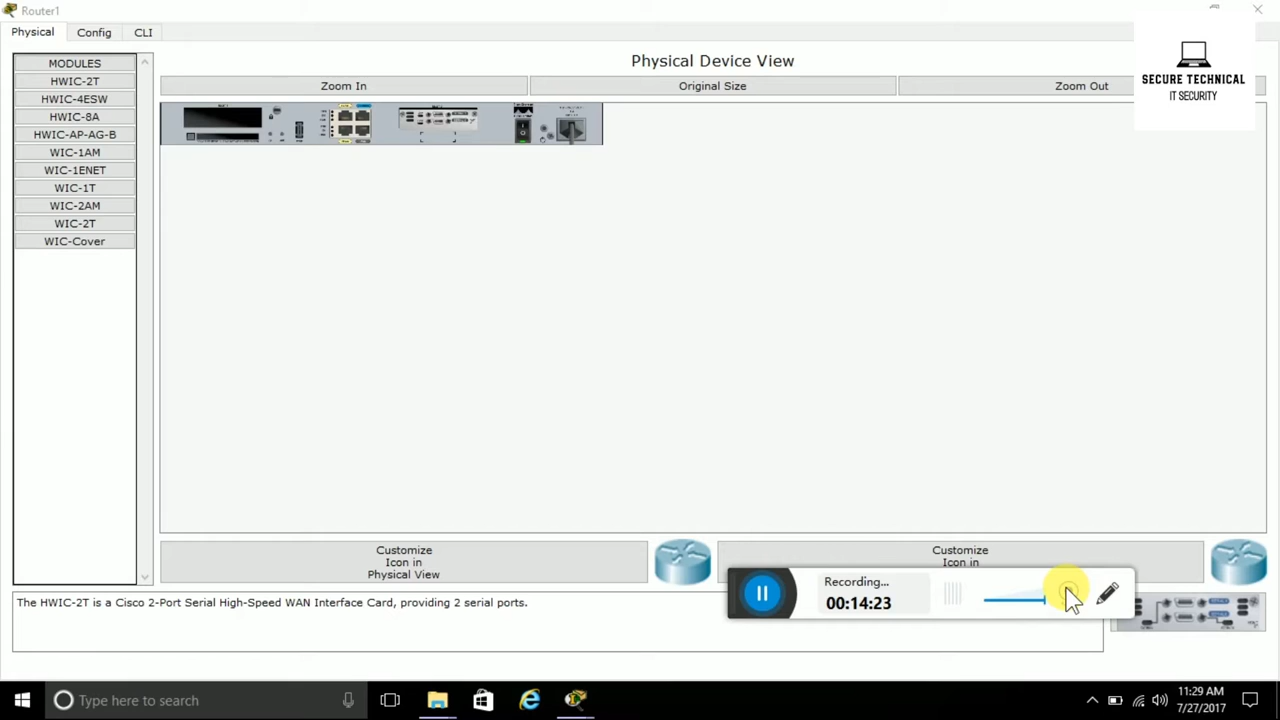 Router1
Physical
Config
CLI
SECURE TECHNICAL
IT SECURITY
MODULES
HWIC-2T
HWIC-4ESW
HWIC-8A
HWIC-AP-AG-B
WIC-1AM
WIC-1ENET
WIC-1T
WIC-2AM
WIC-2T
WIC-Cover
Physical Device View
Zoom In
Original Size
Zoom Out
Customize
Icon in
Physical View
Customize
Icon in
Recording...
00:14:23
The HWIC-2T is a Cisco 2-Port Serial High-Speed WAN Interface Card, providing 2 serial ports.
Type here to search
11:29 AM
7/27/2017